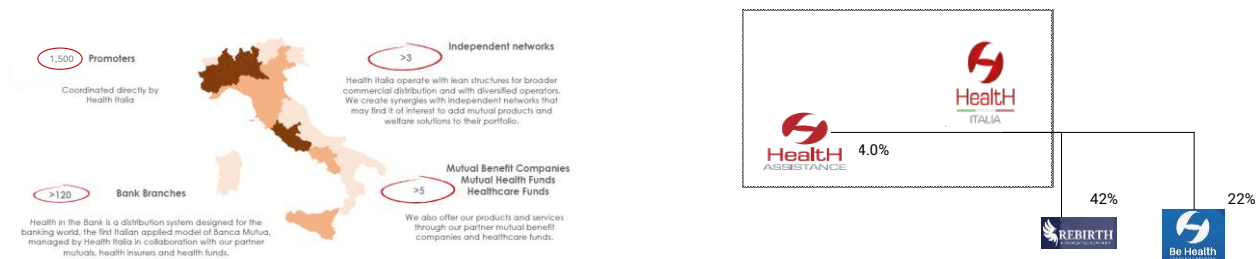 1,500 Promoters
Coordinated directly by
Health Italia
Independent networks
>3
Health Italia operate with lean structures for broader
commercial distribution and with diversified operators.
We create synergies with independent networks that
may find it of interest to add mutual products and
welfare solutions to their portfolio.
>120 Bank Branches
Health in the Bank is a distribution system designed for the
banking world, the first Italian applied model of Banca Mutua,
managed by Health Italia in collaboration with our partner
mutuals, health insurers and health funds.
Mutual Benefit Companies
Mutual Health Funds
>5 Healthcare Funds
We also offer our products and services
through our partner mutual benefit
companies and healthcare funds.
HealtH
ITALIA
HealtH
ASSISTANCE
4.0%
42%
REBIRTH
22%
Be Health